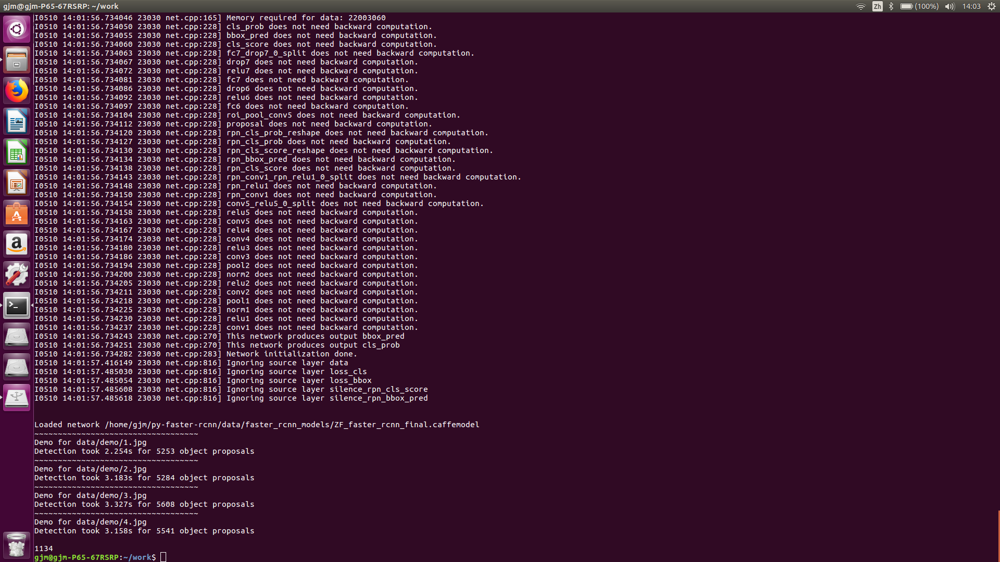 gjm@gjm-P65-67RSRP: ~/work
Zh
(100%)
14:03
I0510 14:01:56.734046 23030 net.cpp:165] Memory required for data: 22003060
I0510 14:01:56.734050 23030 net.cpp:228] cls_prob does not need backward computation.
I0510 14:01:56.734055 23030 net.cpp:228] bbox_pred does not need backward computation.
I0510 14:01:56.734060 23030 net.cpp:228] cls_score does not need backward computation.
I0510 14:01:56.734063 23030 net.cpp:228] fc7_drop7_0_split does not need backward computation.
I0510 14:01:56.734067 23030 net.cpp:228] drop7 does not need backward computation.
I0510 14:01:56.734072 23030 net.cpp:228] relu7 does not need backward computation.
I0510 14:01:56.734081 23030 net.cpp:228] fc7 does not need backward computation.
I0510 14:01:56.734086 23030 net.cpp:228] drop6 does not need backward computation.
I0510 14:01:56.734092 23030 net.cpp:228] relu6 does not need backward computation.
I0510 14:01:56.734097 23030 net.cpp:228] fc6 does not need backward computation.
I0510 14:01:56.734104 23030 net.cpp:228] roi_pool_conv5 does not need backward computation.
I0510 14:01:56.734112 23030 net.cpp:228] proposal does not need backward computation.
I0510 14:01:56.734120 23030 net.cpp:228] rpn_cls_prob_reshape does not need backward computation.
I0510 14:01:56.734127 23030 net.cpp:228] rpn_cls_prob does not need backward computation.
I0510 14:01:56.734130 23030 net.cpp:228] rpn_cls_score_reshape does not need backward computation.
I0510 14:01:56.734134 23030 net.cpp:228] rpn_bbox_pred does not need backward computation.
I0510 14:01:56.734138 23030 net.cpp:228] rpn_cls_score does not need backward computation.
I0510 14:01:56.734143 23030 net.cpp:228] rpn_conv1_rpn_relu1_0_split does not need backward computation.
I0510 14:01:56.734148 23030 net.cpp:228] rpn_relu1 does not need backward computation.
I0510 14:01:56.734150 23030 net.cpp:228] rpn_conv1 does not need backward computation.
I0510 14:01:56.734154 23030 net.cpp:228] conv5_relu5_0_split does not need backward computation.
I0510 14:01:56.734158 23030 net.cpp:228] relu5 does not need backward computation.
I0510 14:01:56.734163 23030 net.cpp:228] conv5 does not need backward computation.
I0510 14:01:56.734167 23030 net.cpp:228] relu4 does not need backward computation.
I0510 14:01:56.734174 23030 net.cpp:228] conv4 does not need backward computation.
I0510 14:01:56.734180 23030 net.cpp:228] relu3 does not need backward computation.
I0510 14:01:56.734186 23030 net.cpp:228] conv3 does not need backward computation.
I0510 14:01:56.734194 23030 net.cpp:228] pool2 does not need backward computation.
I0510 14:01:56.734200 23030 net.cpp:228] norm2 does not need backward computation.
I0510 14:01:56.734205 23030 net.cpp:228] relu2 does not need backward computation.
I0510 14:01:56.734211 23030 net.cpp:228] conv2 does not need backward computation.
I0510 14:01:56.734218 23030 net.cpp:228] pool1 does not need backward computation.
I0510 14:01:56.734225 23030 net.cpp:228] norm1 does not need backward computation.
I0510 14:01:56.734230 23030 net.cpp:228] relu1 does not need backward computation.
I0510 14:01:56.734237 23030 net.cpp:228] conv1 does not need backward computation.
I0510 14:01:56.734243 23030 net.cpp:270] This network produces output bbox_pred
I0510 14:01:56.734251 23030 net.cpp:270] This network produces output cls_prob
I0510 14:01:56.734282 23030 net.cpp:283] Network initialization done.
I0510 14:01:57.416149 23030 net.cpp:816] Ignoring source layer data
I0510 14:01:57.485030 23030 net.cpp:816] Ignoring source layer loss_cls
I0510 14:01:57.485054 23030 net.cpp:816] Ignoring source layer loss_bbox
I0510 14:01:57.485608 23030 net.cpp:816] Ignoring source layer silence_rpn_cls_score
I0510 14:01:57.485618 23030 net.cpp:816] Ignoring source layer silence_rpn_bbox_pred
Loaded network /home/gjm/py-faster-rcnn/data/faster_rcnn_models/ZF_faster_rcnn_final.caffemodel
~~~~~~~~~~~~~~~~~~~~~~~~~~~~~~~~~~~
Demo for data/demo/1.jpg
Detection took 2.254s for 5253 object proposals
~~~~~~~~~~~~~~~~~~~~~~~~~~~~~~~~~~~
Demo for data/demo/2.jpg
Detection took 3.183s for 5284 object proposals
~~~~~~~~~~~~~~~~~~~~~~~~~~~~~~~~~~~
Demo for data/demo/3.jpg
Detection took 3.327s for 5608 object proposals
~~~~~~~~~~~~~~~~~~~~~~~~~~~~~~~~~~~
Demo for data/demo/4.jpg
Detection took 3.158s for 5541 object proposals
1134
gjm@gjm-P65-67RSRP:~/work$